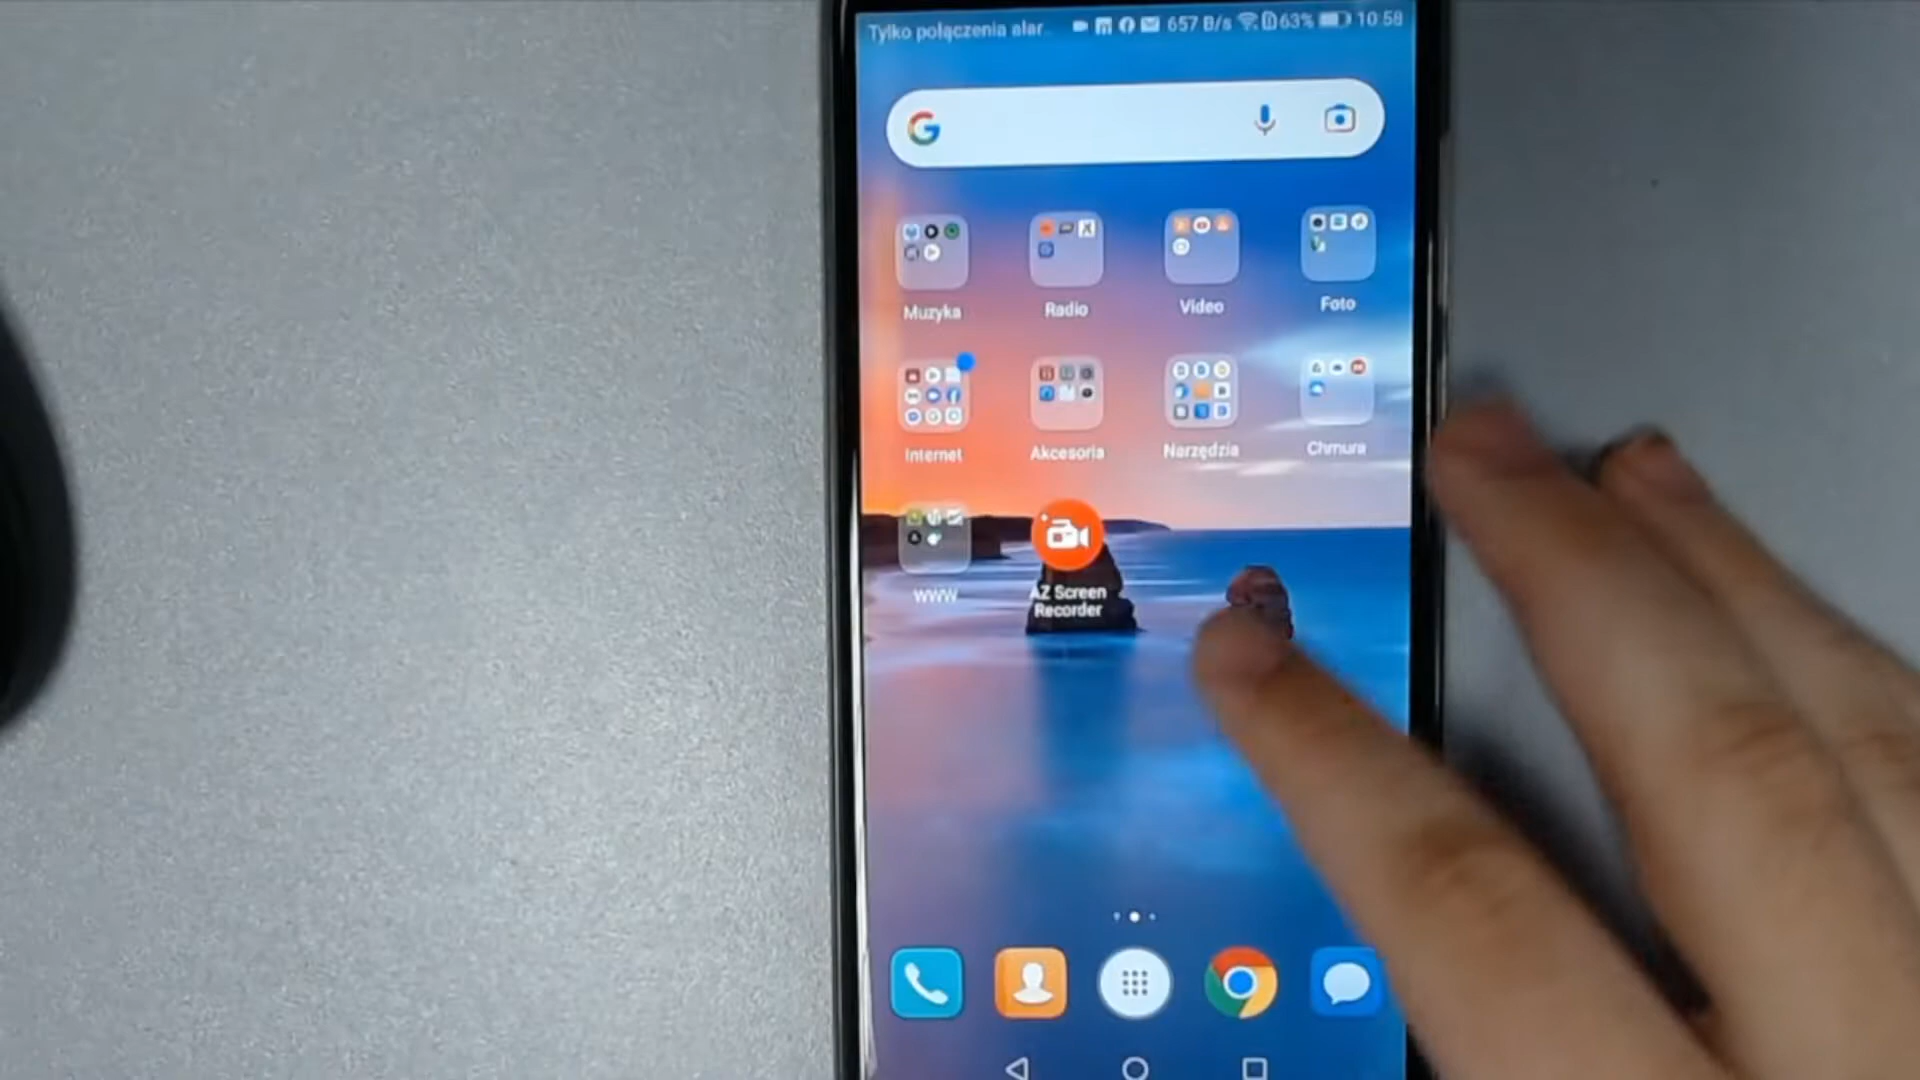 Tylko połączenia alar
657 B/s 63% 10:58
Muzyka Radio Video Foto
Internet Akcesoria Narzędzia Chmura
WWW AZ Screen
Recorder